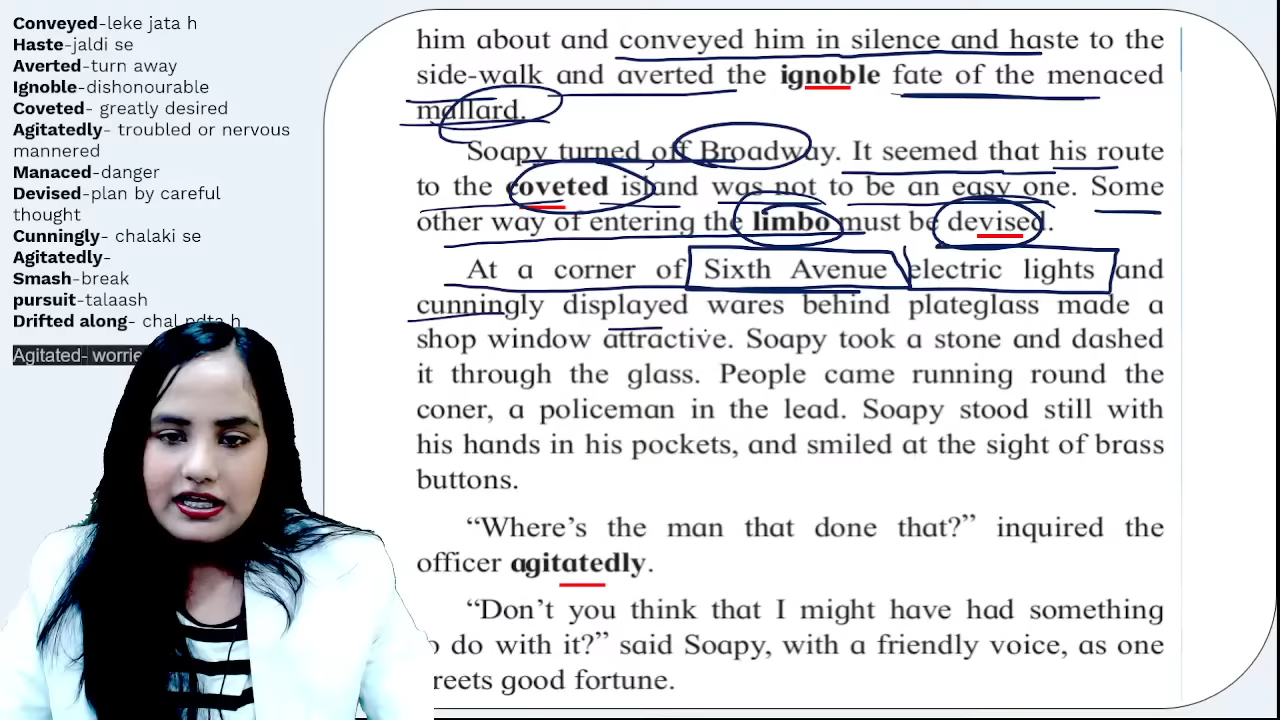 Conveyed-leke jata h
Haste-jaldi se
Averted-turn away
Ignoble-dishonourable
Coveted- greatly desired
Agitatedly- troubled or nervous
mannered
Manaced-danger
Devised-plan by careful
thought
Cunningly- chalaki se
Agitatedly-
Smash-break
pursuit-talaash
Drifted along- chal pdta h
Agitated- worrie
him about and conveyed him in silence and haste to the
side-walk and averted the ignoble fate of the menaced
mallard.
Soapy turned off Broadway. It seemed that his route
to the coveted island was not to be an easy one. Some
other way of entering the limbo must be devised.
At a corner of Sixth Avenue electric lights and
cunningly displayed wares behind plateglass made a
shop window attractive. Soapy took a stone and dashed
it through the glass. People came running round the
coner, a policeman in the lead. Soapy stood still with
his hands in his pockets, and smiled at the sight of brass
buttons.
“Where’s the man that done that?” inquired the
officer agitatedly.
“Don’t you think that I might have had something
o do with it?” said Soapy, with a friendly voice, as one
reets good fortune.